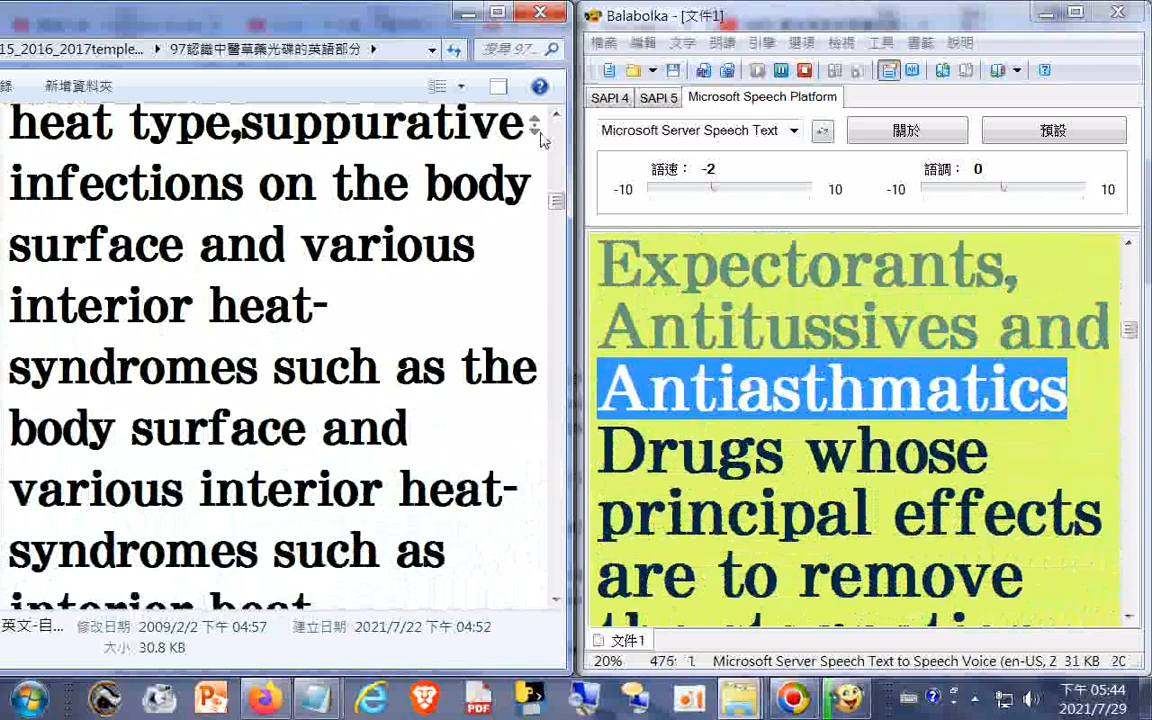 15_2016_2017temple...
97認識中醫草藥光碟的英語部分
搜尋 97...
錄
新增資料夾
heat type,suppurative
infections on the body
surface and various
interior heat-
syndromes such as the
body surface and
various interior heat-
syndromes such as
interior heat
英文-自...
修改日期 2009/2/2 下午 04:57
建立日期 2021/7/22 下午 04:52
大小 30.8 KB
Balabolka - [文件1]
檔案 編輯 文字 朗讀 引擎 選項 檢視 工具 書籤 說明
SAPI 4
SAPI 5
Microsoft Speech Platform
Microsoft Server Speech Text
關於
預設
語速： -2
-10
10
語調： 0
-10
10
Expectorants,
Antitussives and
Antiasthmatics
Drugs whose
principal effects
are to remove
文件1
20%
476:
1
Microsoft Server Speech Text to Speech Voice (en-US, Z
31 KB
20
PDF
下午 05:44
2021/7/29